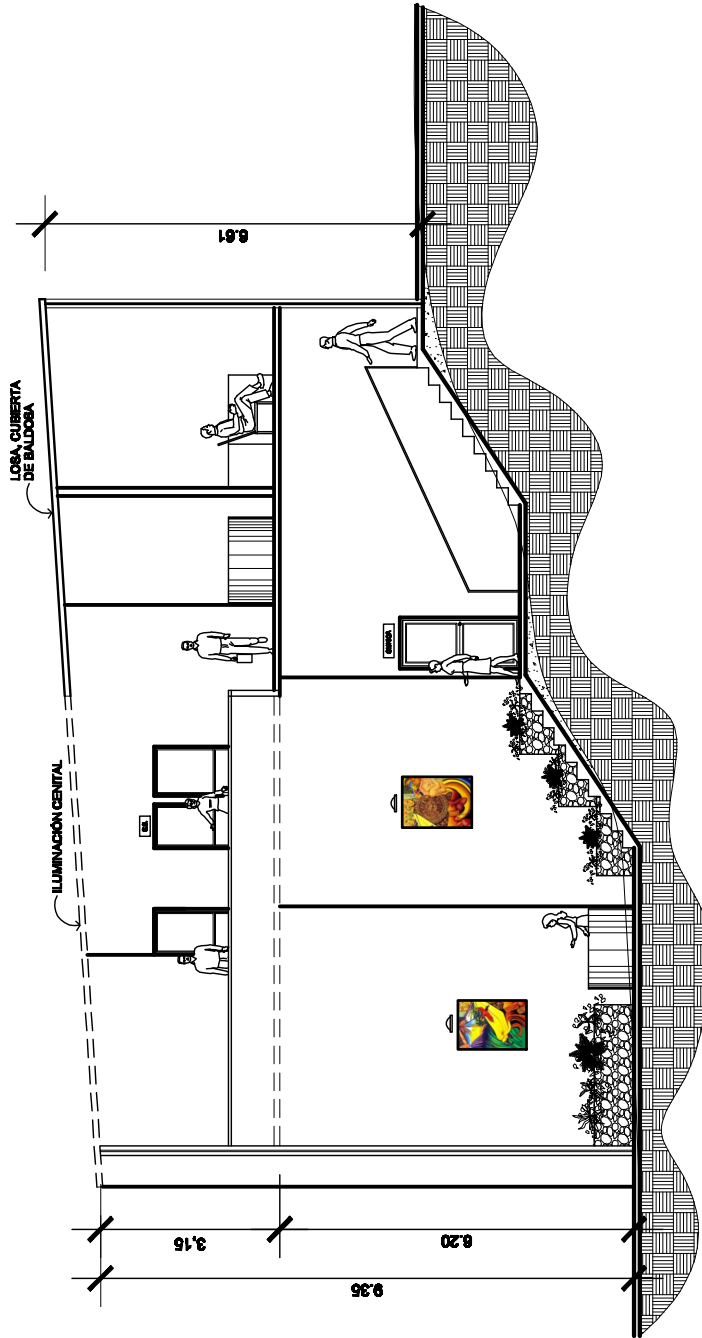 ILUMINACIÓN CENITAL
LOSA, CUBIERTA
DE BALDOSA
6.61
3,15
6.20
9.35